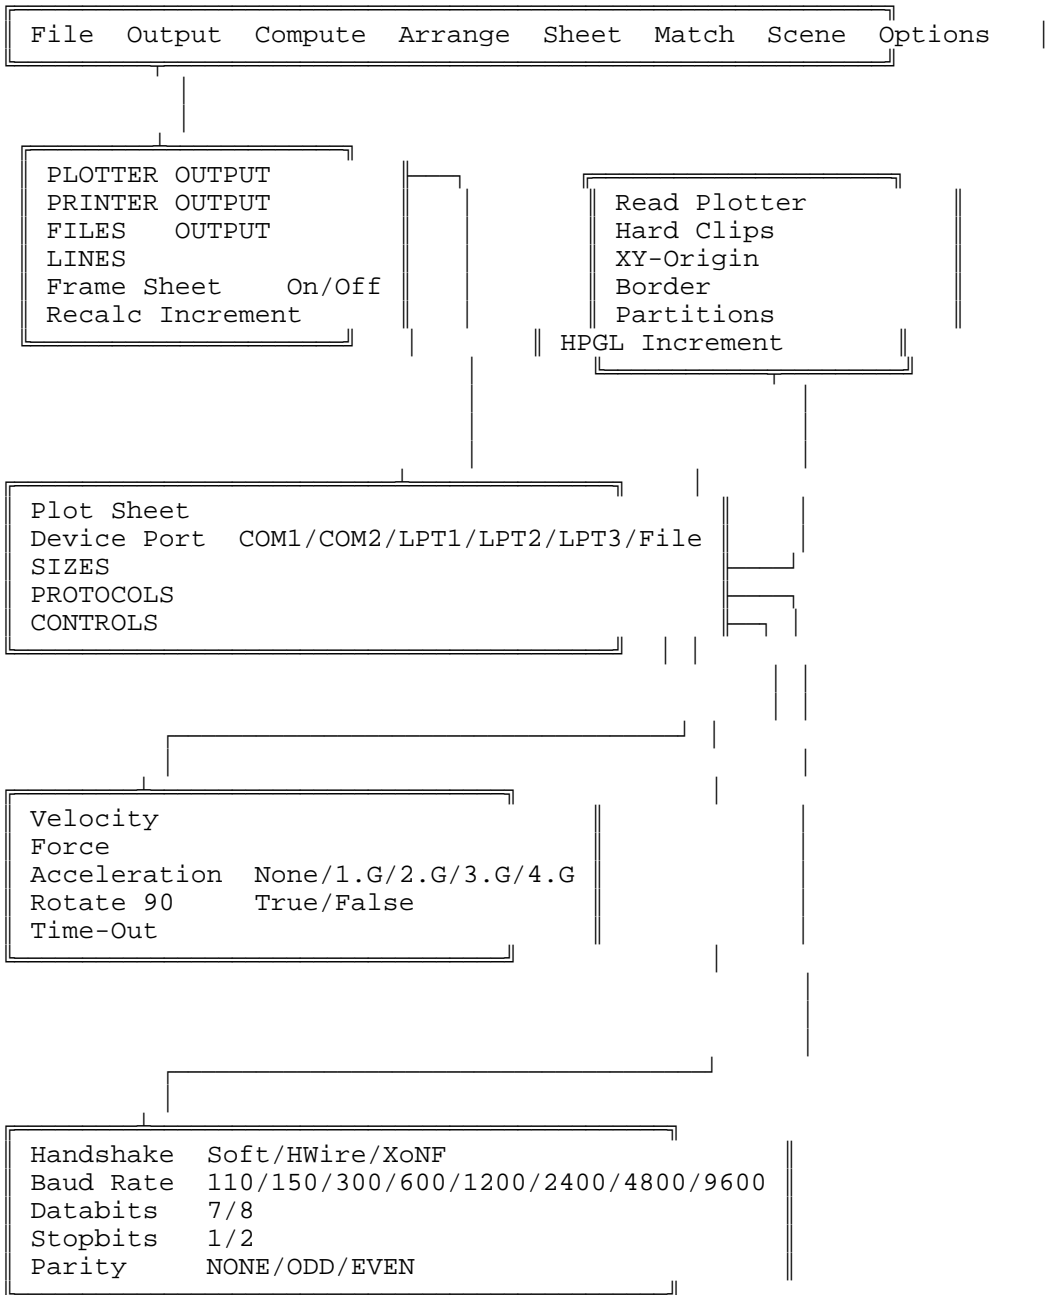 File Output Compute Arrange Sheet Match Scene Options
PLOTTER OUTPUT
PRINTER OUTPUT
FILES OUTPUT
LINES
Frame Sheet On/Off
Recalc Increment
Read Plotter
Hard Clips
XY-Origin
Border
Partitions
HPGL Increment
Plot Sheet
Device Port COM1/COM2/LPT1/LPT2/LPT3/File
SIZES
PROTOCOLS
CONTROLS
Velocity
Force
Acceleration None/1.G/2.G/3.G/4.G
Rotate 90 True/False
Time-Out
Handshake Soft/HWire/XoNF
Baud Rate 110/150/300/600/1200/2400/4800/9600
Databits 7/8
Stopbits 1/2
Parity NONE/ODD/EVEN